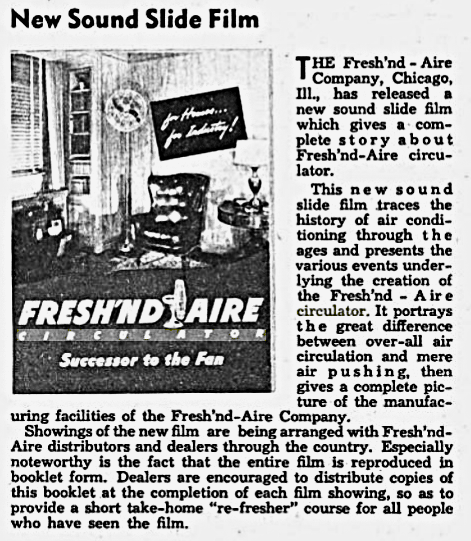 New Sound Slide Film
for Homes...
for Industry!
FRESH'ND AIRE
CIRCULATOR
Successor to the Fan
THE Fresh'nd - Aire
Company, Chicago,
Ill., has released a
new sound slide film
which gives a com-
plete story about
Fresh'nd-Aire circu-
lator.
This new sound
slide film traces the
history of air condi-
tioning through the
ages and presents the
various events under-
lying the creation of
the Fresh'nd - Aire
circulator. It portrays
the great difference
between over-all air
circulation and mere
air pushing, then
gives a complete pic-
ture of the manufac-
uring facilities of the Fresh'nd-Aire Company.
Showings of the new film are being arranged with Fresh'nd-
Aire distributors and dealers through the country. Especially
noteworthy is the fact that the entire film is reproduced in
booklet form. Dealers are encouraged to distribute copies of
this booklet at the completion of each film showing, so as to
provide a short take-home "re-fresher" course for all people
who have seen the film.